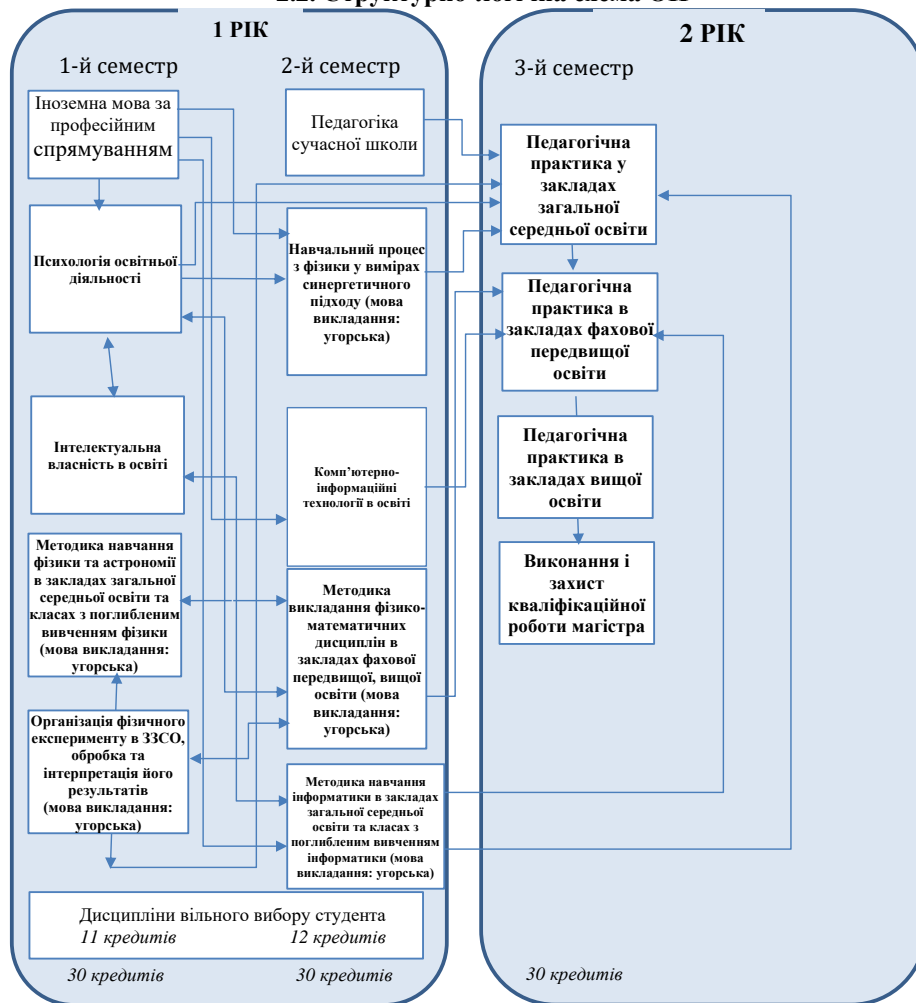 2.2. Структурно-логічна схема ОП
1 РІК
1-й семестр
2-й семестр
Іноземна мова за
професійним
спрямуванням
Педагогіка
сучасної школи
Психологія освітньої
діяльності
Навчальний процес
з фізики у вимірах
синергетичного
підходу (мова
викладання:
угорська)
Інтелектуальна
власність в освіті
Комп’ютерно-
інформаційні
технології в освіті
Методика навчання
фізики та астрономії
в закладах загальної
середньої освіти та
класах з поглибленим
вивченням фізики
(мова викладання:
угорська)
Методика
викладання фізико-
математичних
дисциплін в
закладах фахової
передвищої, вищої
освіти (мова
викладання:
угорська)
Організація фізичного
експерименту в ЗЗСО,
обробка та
інтерпретація його
результатів
(мова викладання:
угорська)
Методика навчання
інформатики в закладах
загальної середньої
освіти та класах з
поглибленим вивченням
інформатики (мова
викладання: угорська)
Дисципліни вільного вибору студента
11 кредитів 12 кредитів
30 кредитів 30 кредитів
2 РІК
3-й семестр
Педагогічна
практика у
закладах
загальної
середньої освіти
Педагогічна
практика в
закладах фахової
передвищої
освіти
Педагогічна
практика в
закладах вищої
освіти
Виконання і
захист
кваліфікаційної
роботи магістра
30 кредитів